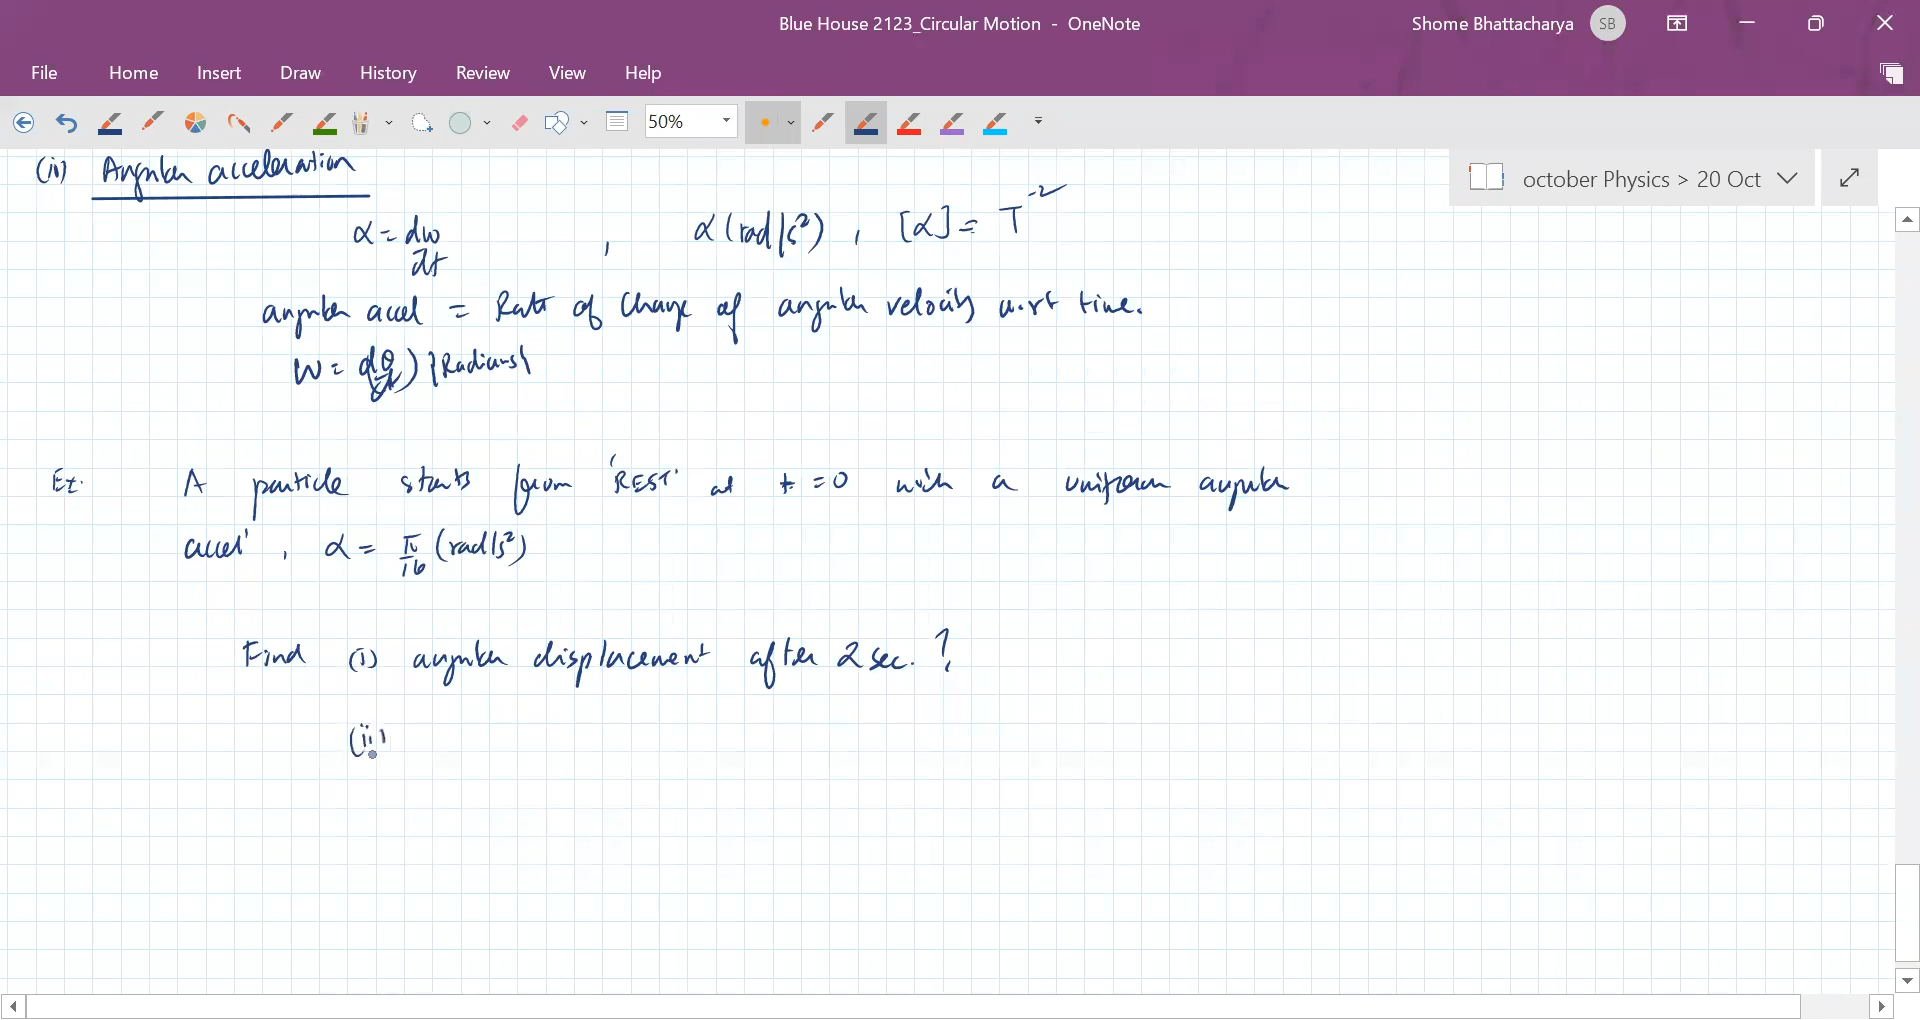 Blue House 2123_Circular Motion - OneNote
Shome Bhattacharya SB
File Home Insert Draw History Review View Help
50%
october Physics > 20 Oct
(ii) Angular acceleration
α = dω/dt , α (rad/s²) , [α] = T⁻²
angular accel = Rate of change of angular velocity w.r.t time.
W = dθ/dt) {Radians}
Ex: A particle starts from 'REST' at t = 0 with a uniform angular
accel' , α = π/16 (rad/s²)
Find (i) angular displacement after 2 sec. ?
(ii)